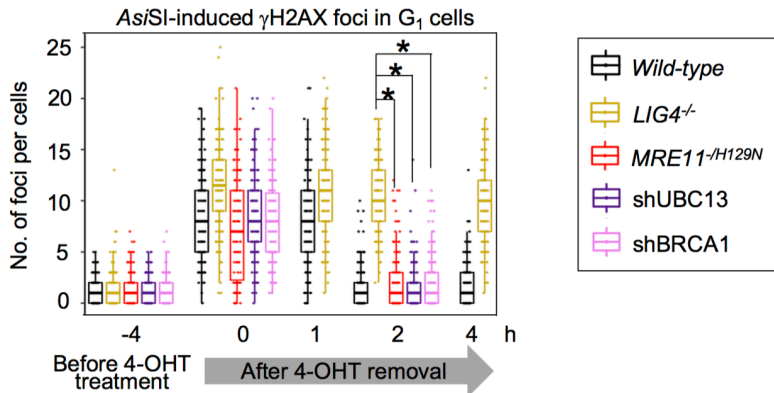 AsiSI-induced γH2AX foci in G1 cells
No. of foci per cells
25
20
15
10
5
0
* * *
-4 0 1 2 4 h
Before 4-OHT
treatment
After 4-OHT removal
Wild-type
LIG4-/-
MRE11-/H129N
shUBC13
shBRCA1